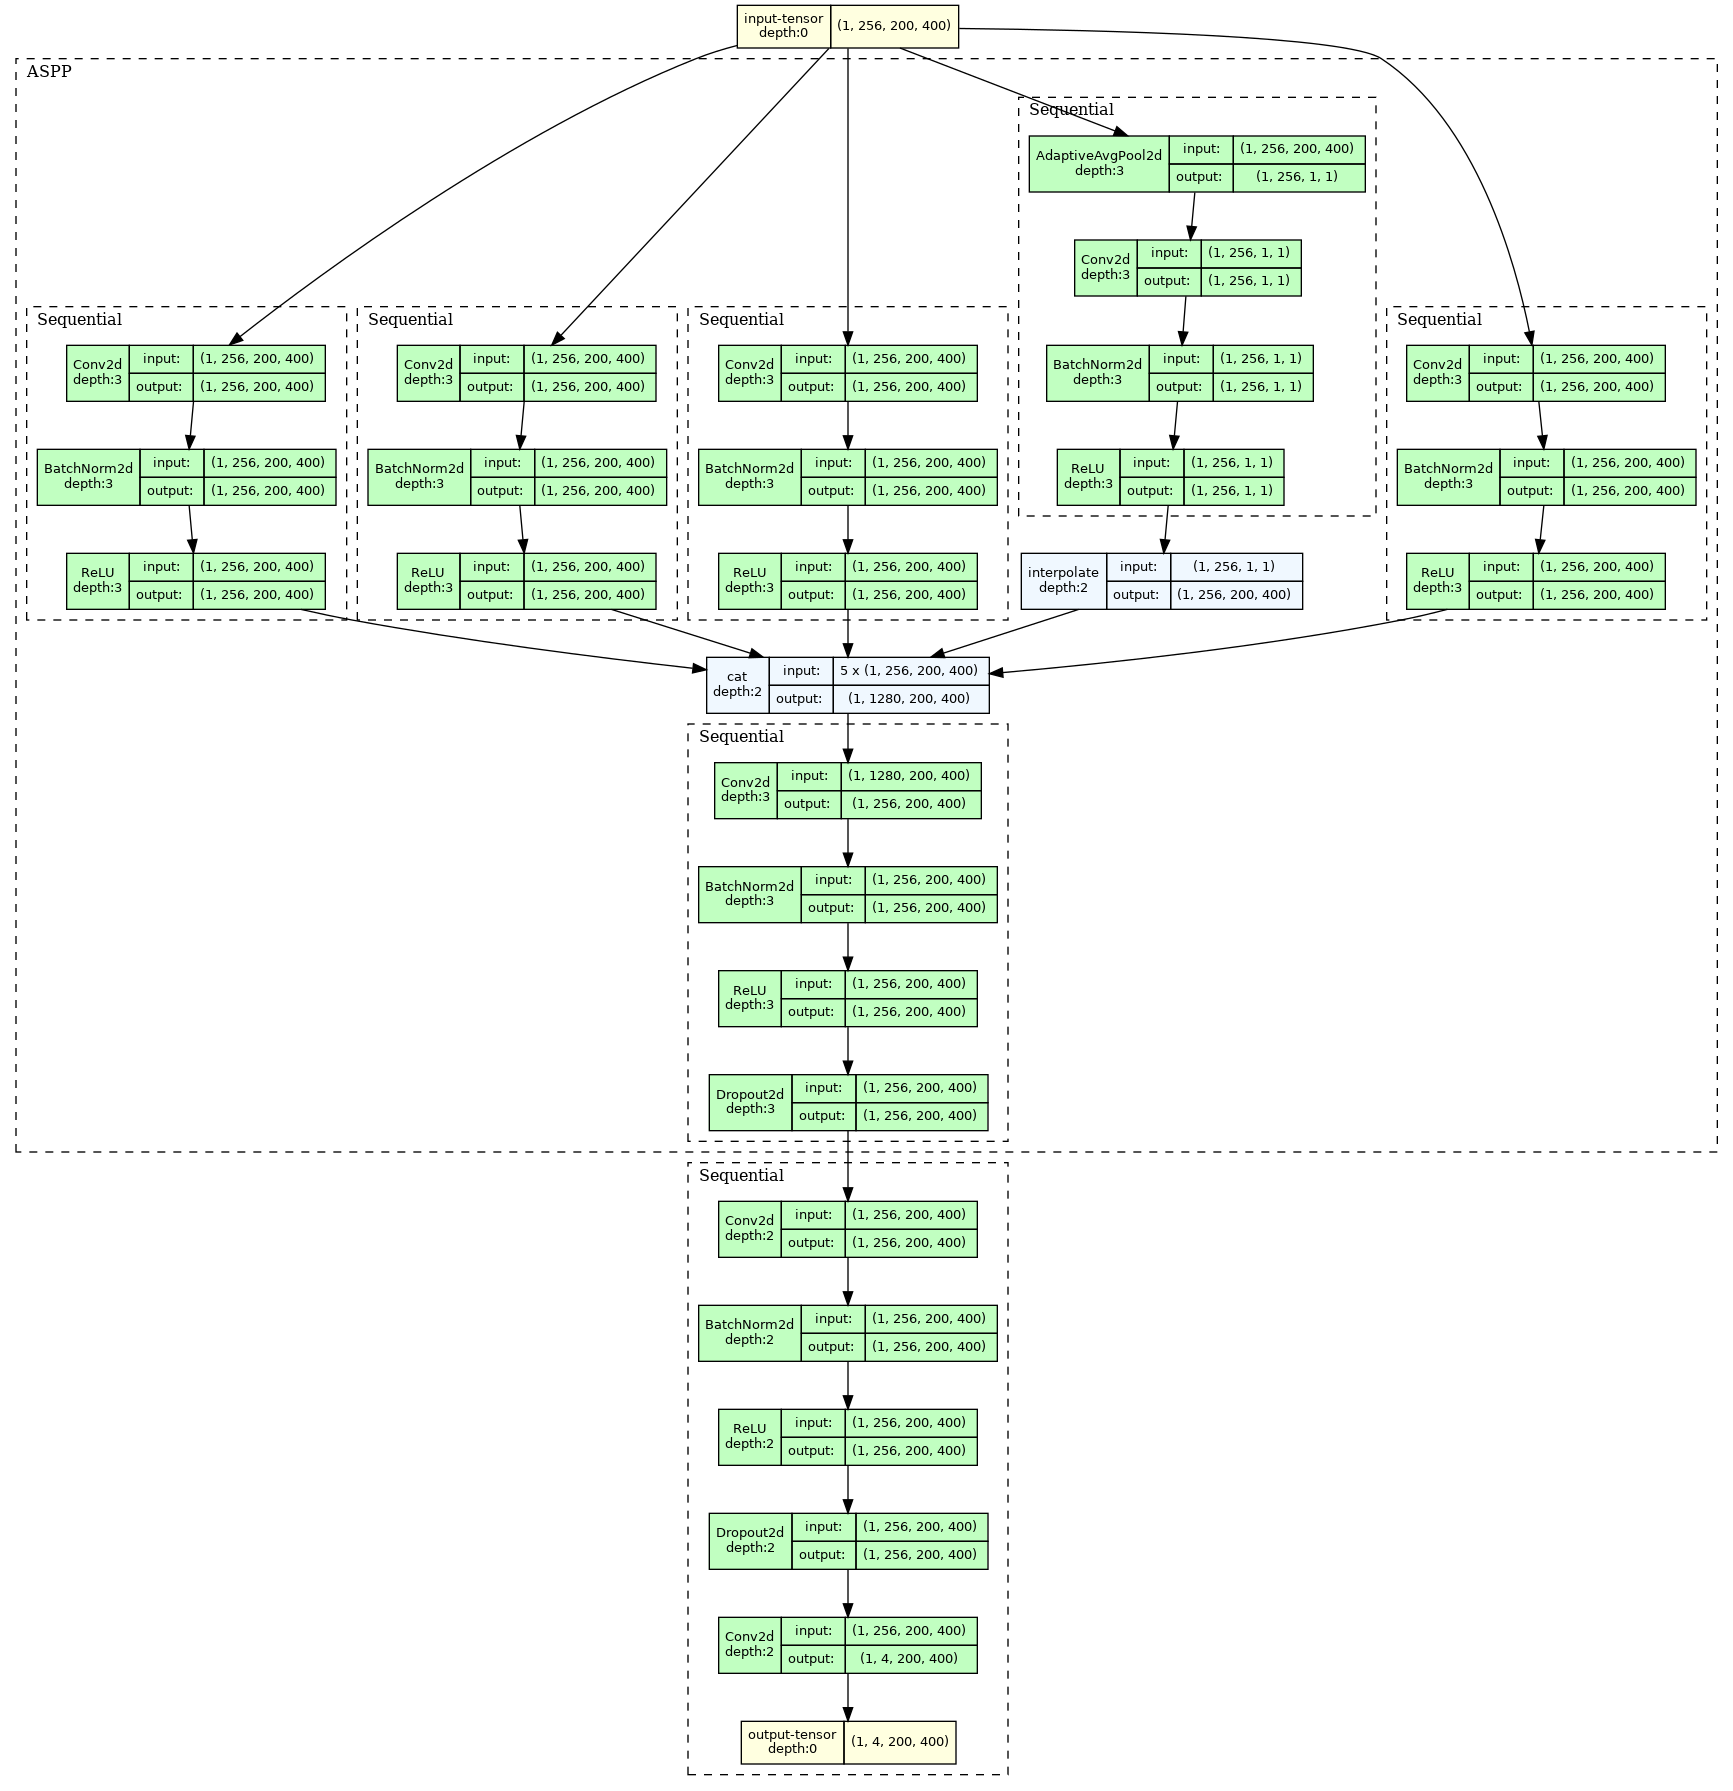 input-tensor
depth:0
(1, 256, 200, 400)
ASPP
Sequential
AdaptiveAvgPool2d
depth:3
input:
(1, 256, 200, 400)
output:
(1, 256, 1, 1)
Conv2d
depth:3
input:
(1, 256, 1, 1)
output:
(1, 256, 1, 1)
BatchNorm2d
depth:3
input:
(1, 256, 1, 1)
output:
(1, 256, 1, 1)
ReLU
depth:3
input:
(1, 256, 1, 1)
output:
(1, 256, 1, 1)
interpolate
depth:2
input:
(1, 256, 1, 1)
output:
(1, 256, 200, 400)
Sequential
Conv2d
depth:3
input:
(1, 256, 200, 400)
output:
(1, 256, 200, 400)
BatchNorm2d
depth:3
input:
(1, 256, 200, 400)
output:
(1, 256, 200, 400)
ReLU
depth:3
input:
(1, 256, 200, 400)
output:
(1, 256, 200, 400)
Sequential
Conv2d
depth:3
input:
(1, 256, 200, 400)
output:
(1, 256, 200, 400)
BatchNorm2d
depth:3
input:
(1, 256, 200, 400)
output:
(1, 256, 200, 400)
ReLU
depth:3
input:
(1, 256, 200, 400)
output:
(1, 256, 200, 400)
Sequential
Conv2d
depth:3
input:
(1, 256, 200, 400)
output:
(1, 256, 200, 400)
BatchNorm2d
depth:3
input:
(1, 256, 200, 400)
output:
(1, 256, 200, 400)
ReLU
depth:3
input:
(1, 256, 200, 400)
output:
(1, 256, 200, 400)
Sequential
Conv2d
depth:3
input:
(1, 256, 200, 400)
output:
(1, 256, 200, 400)
BatchNorm2d
depth:3
input:
(1, 256, 200, 400)
output:
(1, 256, 200, 400)
ReLU
depth:3
input:
(1, 256, 200, 400)
output:
(1, 256, 200, 400)
cat
depth:2
input:
5 x (1, 256, 200, 400)
output:
(1, 1280, 200, 400)
Sequential
Conv2d
depth:3
input:
(1, 1280, 200, 400)
output:
(1, 256, 200, 400)
BatchNorm2d
depth:3
input:
(1, 256, 200, 400)
output:
(1, 256, 200, 400)
ReLU
depth:3
input:
(1, 256, 200, 400)
output:
(1, 256, 200, 400)
Dropout2d
depth:3
input:
(1, 256, 200, 400)
output:
(1, 256, 200, 400)
Sequential
Conv2d
depth:2
input:
(1, 256, 200, 400)
output:
(1, 256, 200, 400)
BatchNorm2d
depth:2
input:
(1, 256, 200, 400)
output:
(1, 256, 200, 400)
ReLU
depth:2
input:
(1, 256, 200, 400)
output:
(1, 256, 200, 400)
Dropout2d
depth:2
input:
(1, 256, 200, 400)
output:
(1, 256, 200, 400)
Conv2d
depth:2
input:
(1, 256, 200, 400)
output:
(1, 4, 200, 400)
output-tensor
depth:0
(1, 4, 200, 400)